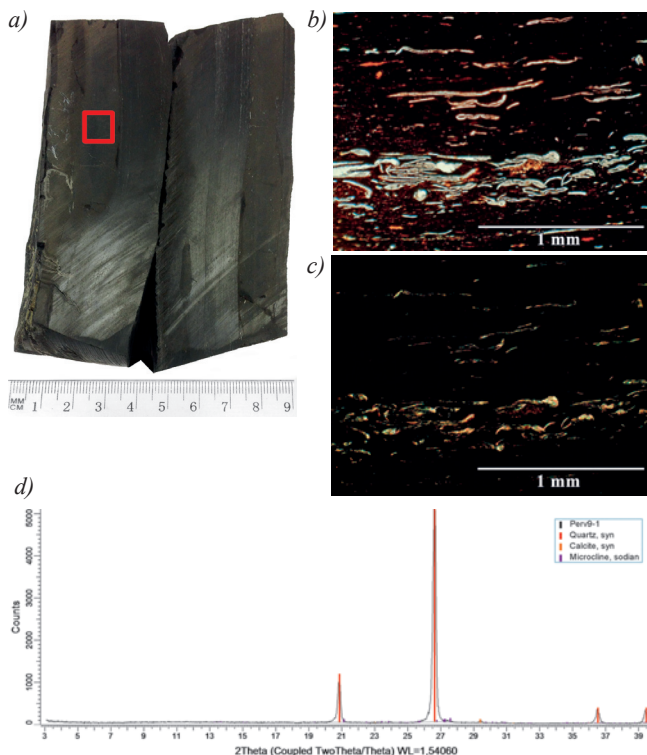 a)
b)
1 mm
c)
1 mm
MM
CM 1 2 3 4 5 6 7 8 9
d)
Counts
5000
4000
3000
2000
1000
0
Perv9-1
Quartz, syn
Calcite, syn
Microcline, sodian
3 5 7 9 11 13 15 17 19 21 23 25 27 29 31 33 35 37 39
2Theta (Coupled TwoTheta/Theta) WL=1,54060